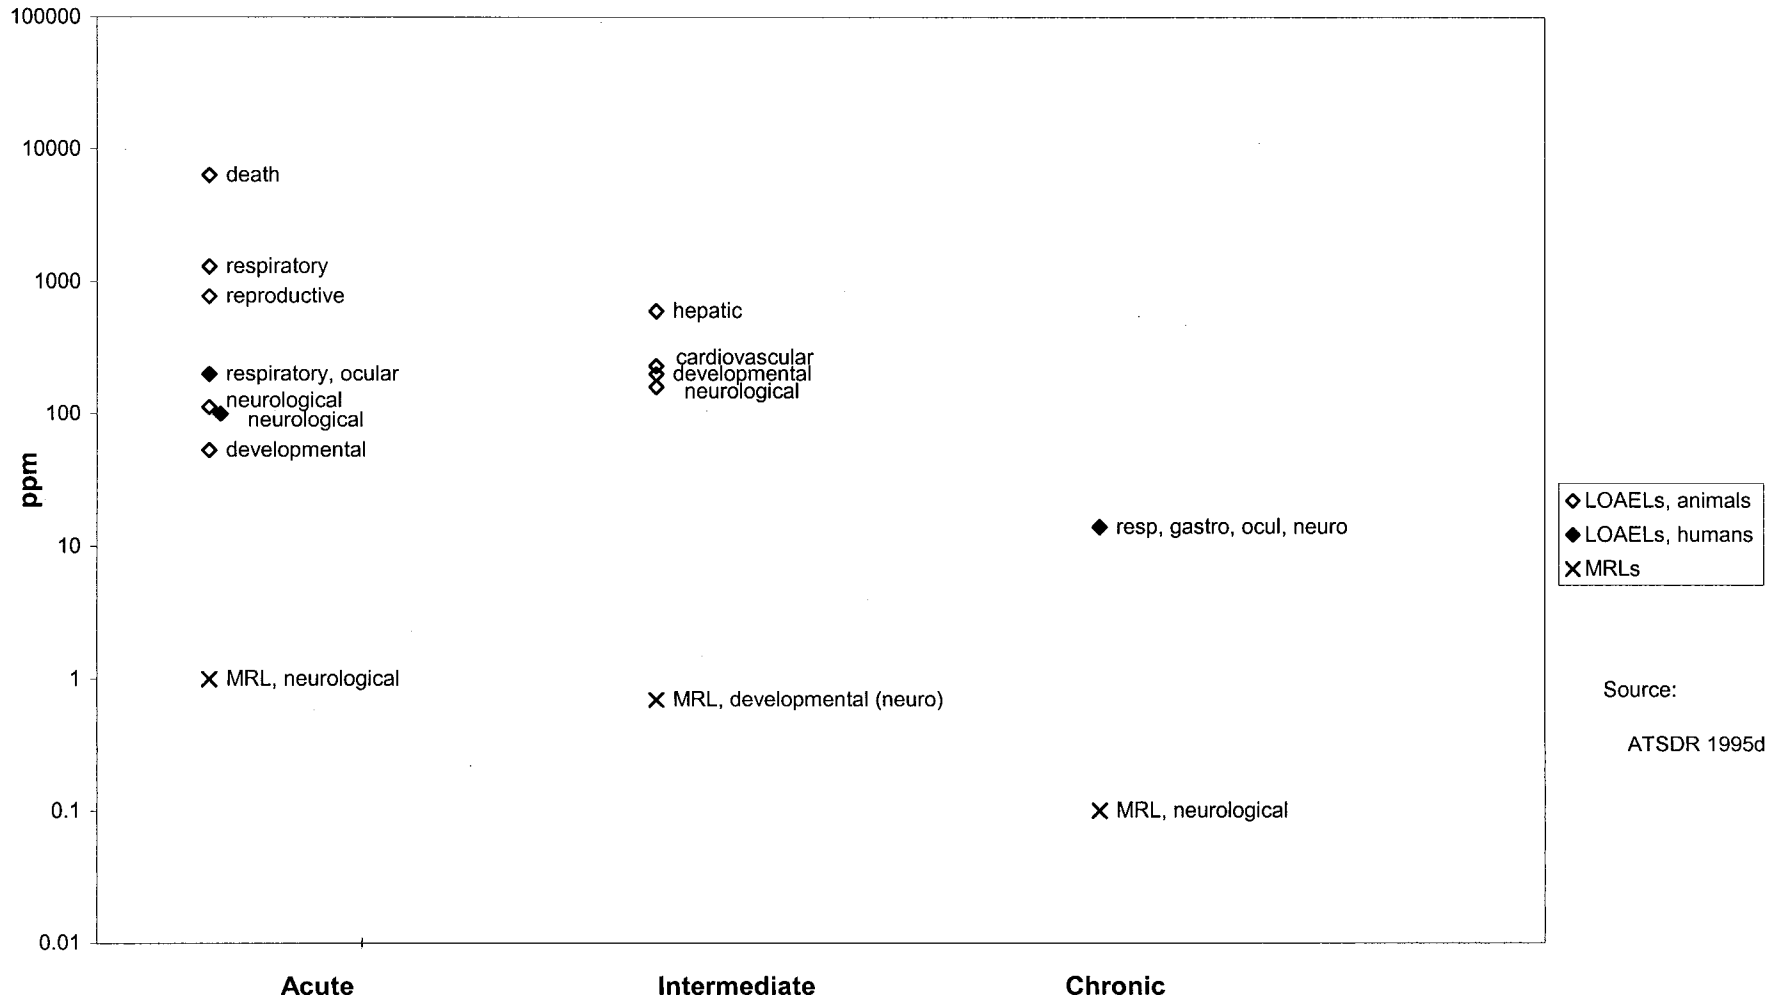 100000
10000
1000
100
10
1
0.1
0.01
ppm
death
respiratory
reproductive
respiratory, ocular
neurological
neurological
developmental
MRL, neurological
hepatic
cardiovascular
developmental
neurological
MRL, developmental (neuro)
resp, gastro, ocul, neuro
MRL, neurological
Acute
Intermediate
Chronic
LOAELs, animals
LOAELs, humans
MRLs
Source:
ATSDR 1995d